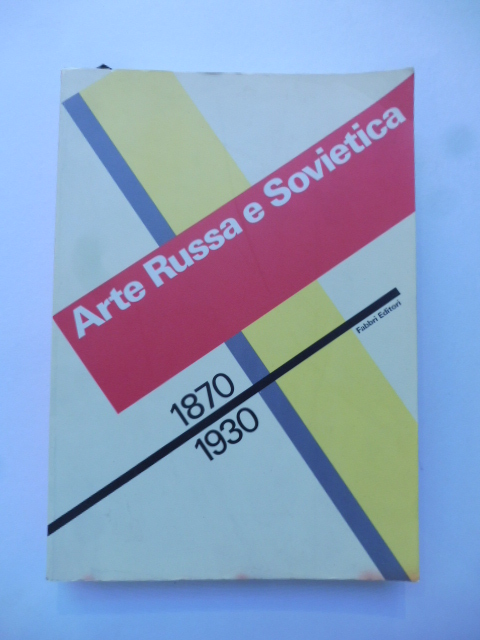 Arte Russa e Sovietica
1870
1930
Fabbri Editori